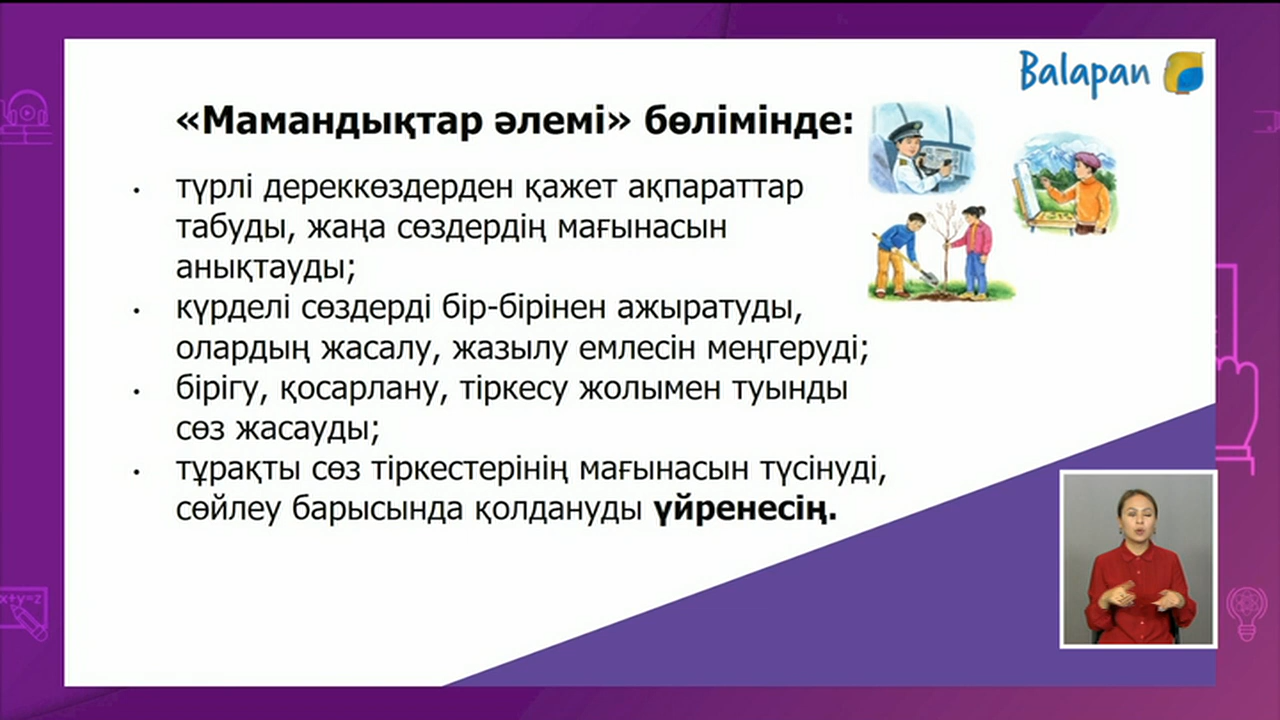 Balapan
«Мамандықтар әлемі» бөлімінде:
• түрлі дереккөздерден қажет ақпараттар
табуды, жаңа сөздердің мағынасын
анықтауды;
• күрделі сөздерді бір-бірінен ажыратуды,
олардың жасалу, жазылу емлесін меңгеруді;
• бірігу, қосарлану, тіркесу жолымен туынды
сөз жасауды;
• тұрақты сөз тіркестерінің мағынасын түсінуді,
сөйлеу барысында қолдануды үйренесің.
x+y=z